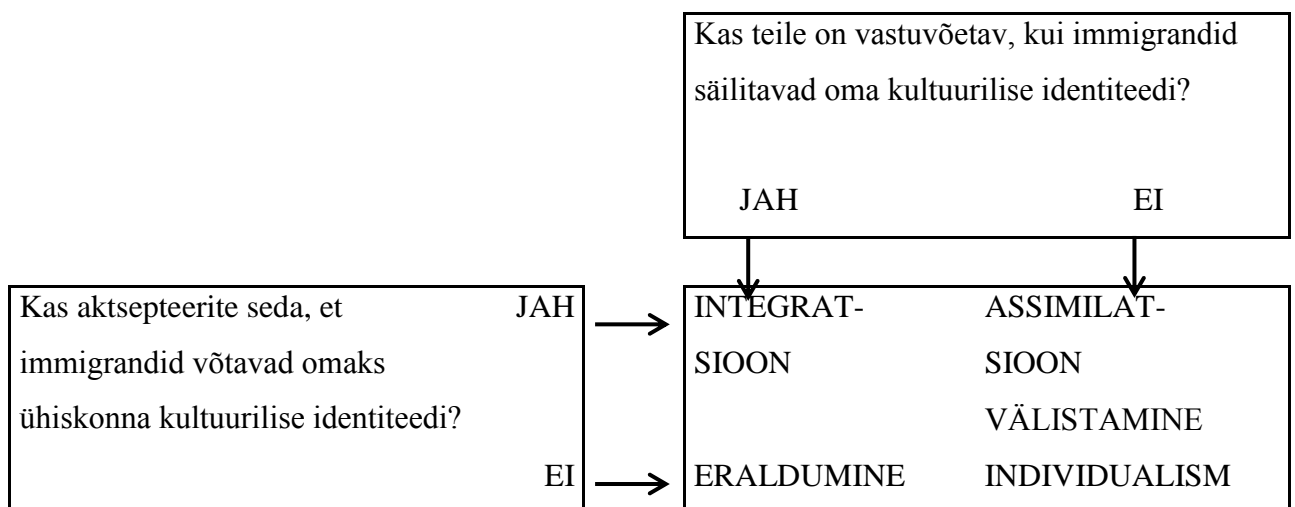 Kas teile on vastuvõetav, kui immigrandid
säilitavad oma kultuurilise identiteedi?
JAH EI
Kas aktsepteerite seda, et JAH
immigrandid võtavad omaks
ühiskonna kultuurilise identiteedi?
EI
INTEGRAT- ASSIMILAT-
SIOON SIOON
VÄLISTAMINE
ERALDUMINE INDIVIDUALISM